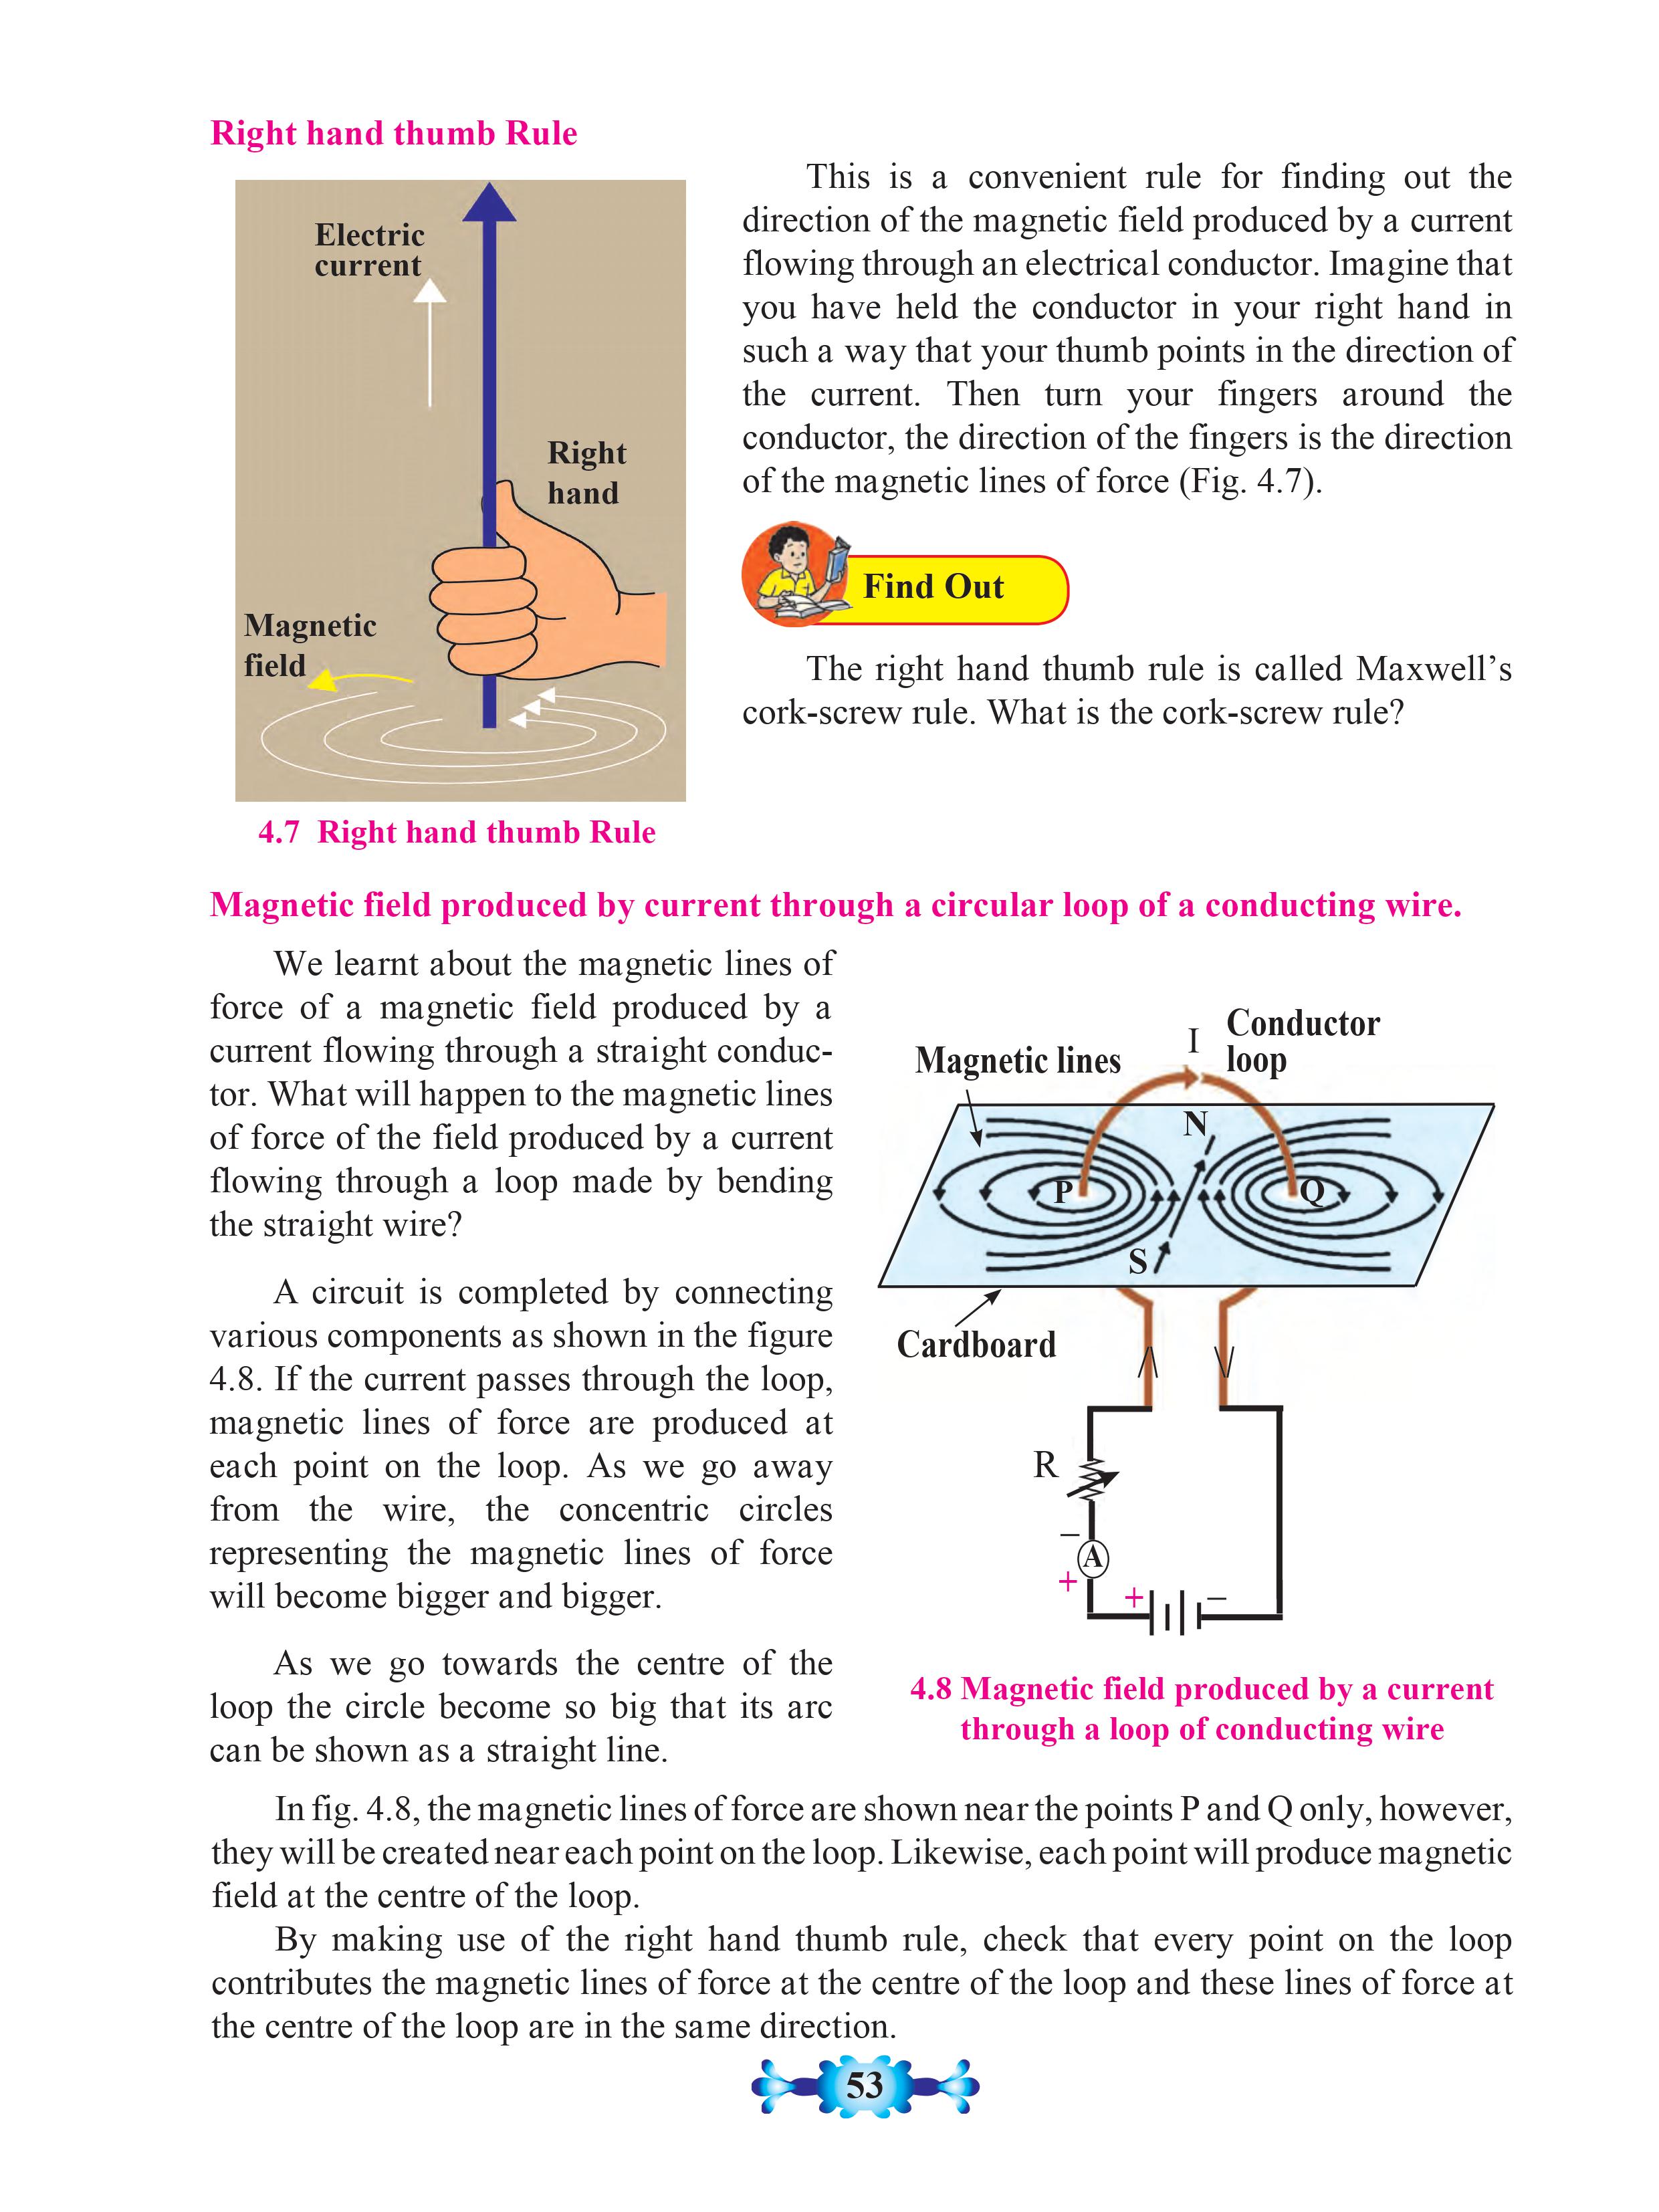 Right hand thumb Rule
Electric
current
Right
hand
Magnetic
field
4.7 Right hand thumb Rule
This is a convenient rule for finding out the
direction of the magnetic field produced by a current
flowing through an electrical conductor. Imagine that
you have held the conductor in your right hand in
such a way that your thumb points in the direction of
the current. Then turn your fingers around the
conductor, the direction of the fingers is the direction
of the magnetic lines of force (Fig. 4.7).
Find Out
The right hand thumb rule is called Maxwell’s
cork-screw rule. What is the cork-screw rule?
Magnetic field produced by current through a circular loop of a conducting wire.
We learnt about the magnetic lines of
force of a magnetic field produced by a
current flowing through a straight conduc-
tor. What will happen to the magnetic lines
of force of the field produced by a current
flowing through a loop made by bending
the straight wire?
A circuit is completed by connecting
various components as shown in the figure
4.8. If the current passes through the loop,
magnetic lines of force are produced at
each point on the loop. As we go away
from the wire, the concentric circles
representing the magnetic lines of force
will become bigger and bigger.
As we go towards the centre of the
loop the circle become so big that its arc
can be shown as a straight line.
Magnetic lines
I
Conductor
loop
N
P
Q
S
Cardboard
R
–
A
+
+ –
4.8 Magnetic field produced by a current
through a loop of conducting wire
In fig. 4.8, the magnetic lines of force are shown near the points P and Q only, however,
they will be created near each point on the loop. Likewise, each point will produce magnetic
field at the centre of the loop.
By making use of the right hand thumb rule, check that every point on the loop
contributes the magnetic lines of force at the centre of the loop and these lines of force at
the centre of the loop are in the same direction.
53